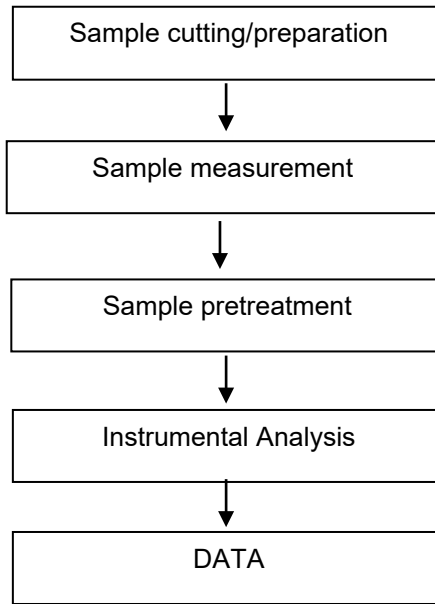 Sample cutting/preparation
Sample measurement
Sample pretreatment
Instrumental Analysis
DATA